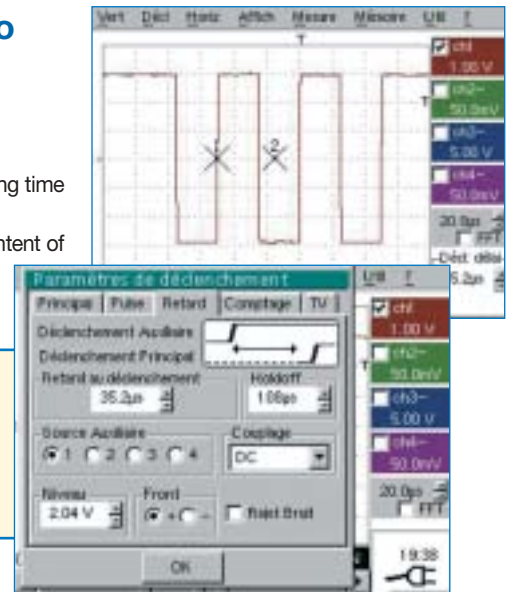 o
ng time
ntent of
Vert Décl Horiz Affich Mesure Mémoire Util ?
T
ch1
1.00 V
ch2~
50.0mV
ch3~
5.00 V
ch4~
50.0mV
20.0µs
FFT
T
1
2
Paramètres de déclenchement
Principal Pulse Retard Comptage TV
Déclenchement Auxiliaire
Déclenchement Principal
Retard au déclenchement
35.2µs
Holdoff
Source Auxiliaire
1 2 3 4
Couplage
DC
Niveau
2.04 V
Front
+ -
Rejet Bruit
OK
Util ?
ch1
1.00 V
ch2~
50.0mV
ch3~
5.00 V
ch4~
50.0mV
20.0µs
FFT
19:38